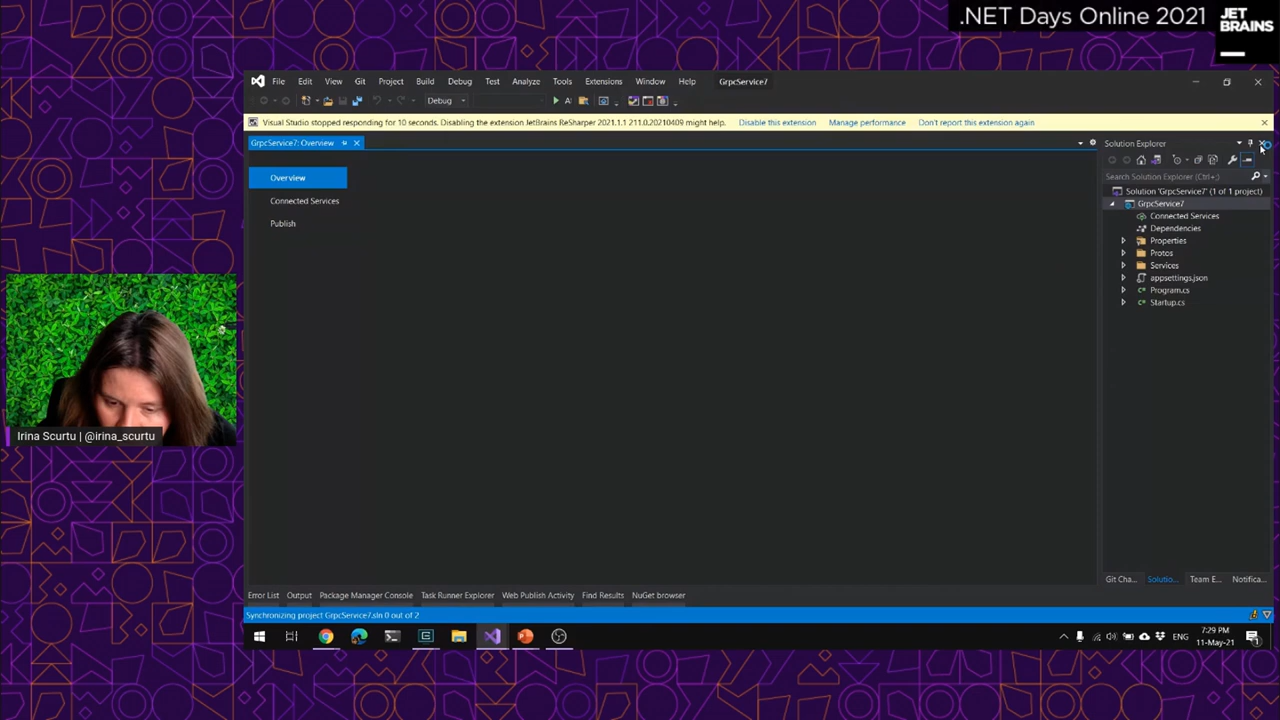 .NET Days Online 2021
JET
BRAINS
File Edit View Git Project Build Debug Test Analyze Tools Extensions Window Help GrpcService7
Debug
Visual Studio stopped responding for 10 seconds. Disabling the extension JetBrains ReSharper 2021.1.1 211.0.20210409 might help. Disable this extension Manage performance Don't report this extension again
GrpcService7: Overview
Solution Explorer
Search Solution Explorer (Ctrl+;)
Overview
Connected Services
Publish
Solution 'GrpcService7' (1 of 1 project)
GrpcService7
Connected Services
Dependencies
Properties
Protos
Services
appsettings.json
Program.cs
Startup.cs
Irina Scurtu | @irina_scurtu
Git Cha... Solutio... Team E... Notifica...
Error List Output Package Manager Console Task Runner Explorer Web Publish Activity Find Results NuGet browser
Synchronizing project GrpcService7.sln 0 out of 2
ENG
7:29 PM
11-May-21